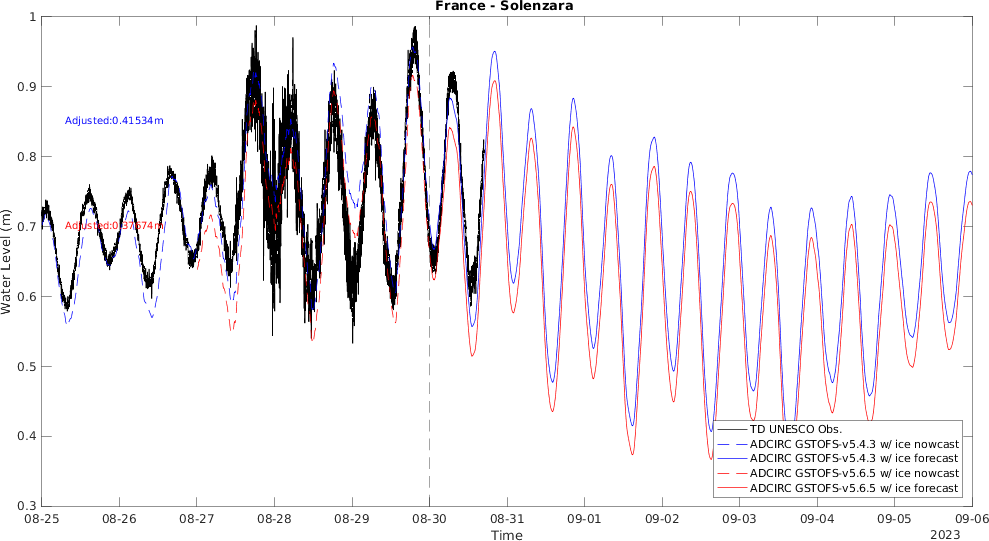 France - Solenzara
1
0.9
0.8
0.7
0.6
0.5
0.4
0.3
Water Level (m)
Adjusted:0.41534m
Adjusted:0.37674m
TD UNESCO Obs.
ADCIRC GSTOFS-v5.4.3 w/ ice nowcast
ADCIRC GSTOFS-v5.4.3 w/ ice forecast
ADCIRC GSTOFS-v5.6.5 w/ ice nowcast
ADCIRC GSTOFS-v5.6.5 w/ ice forecast
08-25 08-26 08-27 08-28 08-29 08-30 08-31 09-01 09-02 09-03 09-04 09-05 09-06
Time
2023